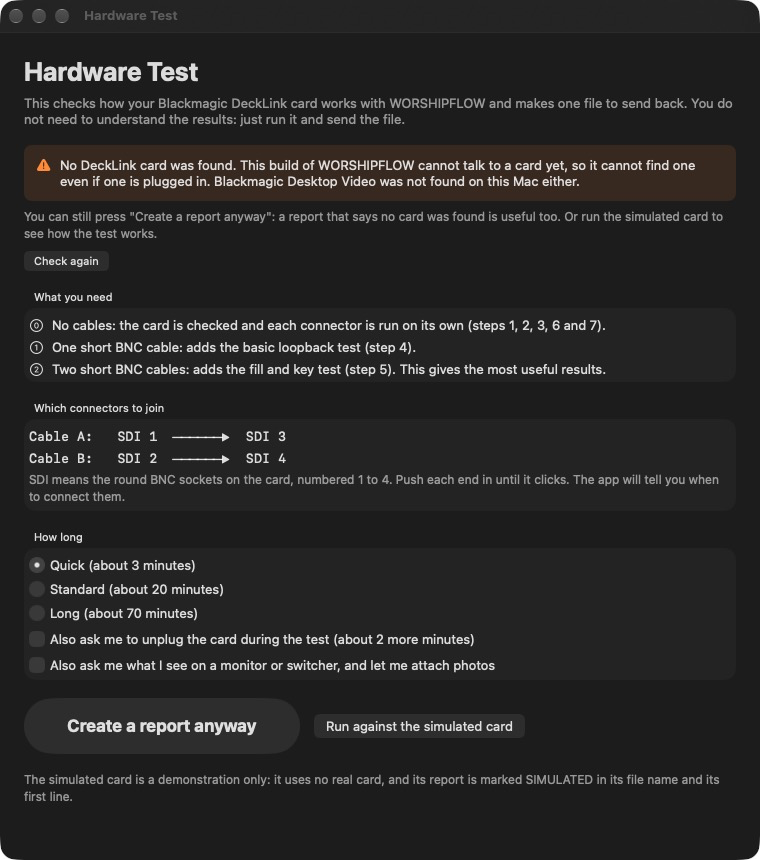 Hardware Test
Hardware Test
This checks how your Blackmagic DeckLink card works with WORSHIPFLOW and makes one file to send back. You do
not need to understand the results: just run it and send the file.
No DeckLink card was found. This build of WORSHIPFLOW cannot talk to a card yet, so it cannot find one
even if one is plugged in. Blackmagic Desktop Video was not found on this Mac either.
You can still press "Create a report anyway": a report that says no card was found is useful too. Or run the simulated card to
see how the test works.
Check again
What you need
0 No cables: the card is checked and each connector is run on its own (steps 1, 2, 3, 6 and 7).
1 One short BNC cable: adds the basic loopback test (step 4).
2 Two short BNC cables: adds the fill and key test (step 5). This gives the most useful results.
Which connectors to join
Cable A: SDI 1 ───────▶ SDI 3
Cable B: SDI 2 ───────▶ SDI 4
SDI means the round BNC sockets on the card, numbered 1 to 4. Push each end in until it clicks. The app will tell you when
to connect them.
How long
Quick (about 3 minutes)
Standard (about 20 minutes)
Long (about 70 minutes)
Also ask me to unplug the card during the test (about 2 more minutes)
Also ask me what I see on a monitor or switcher, and let me attach photos
Create a report anyway
Run against the simulated card
The simulated card is a demonstration only: it uses no real card, and its report is marked SIMULATED in its file name and its
first line.